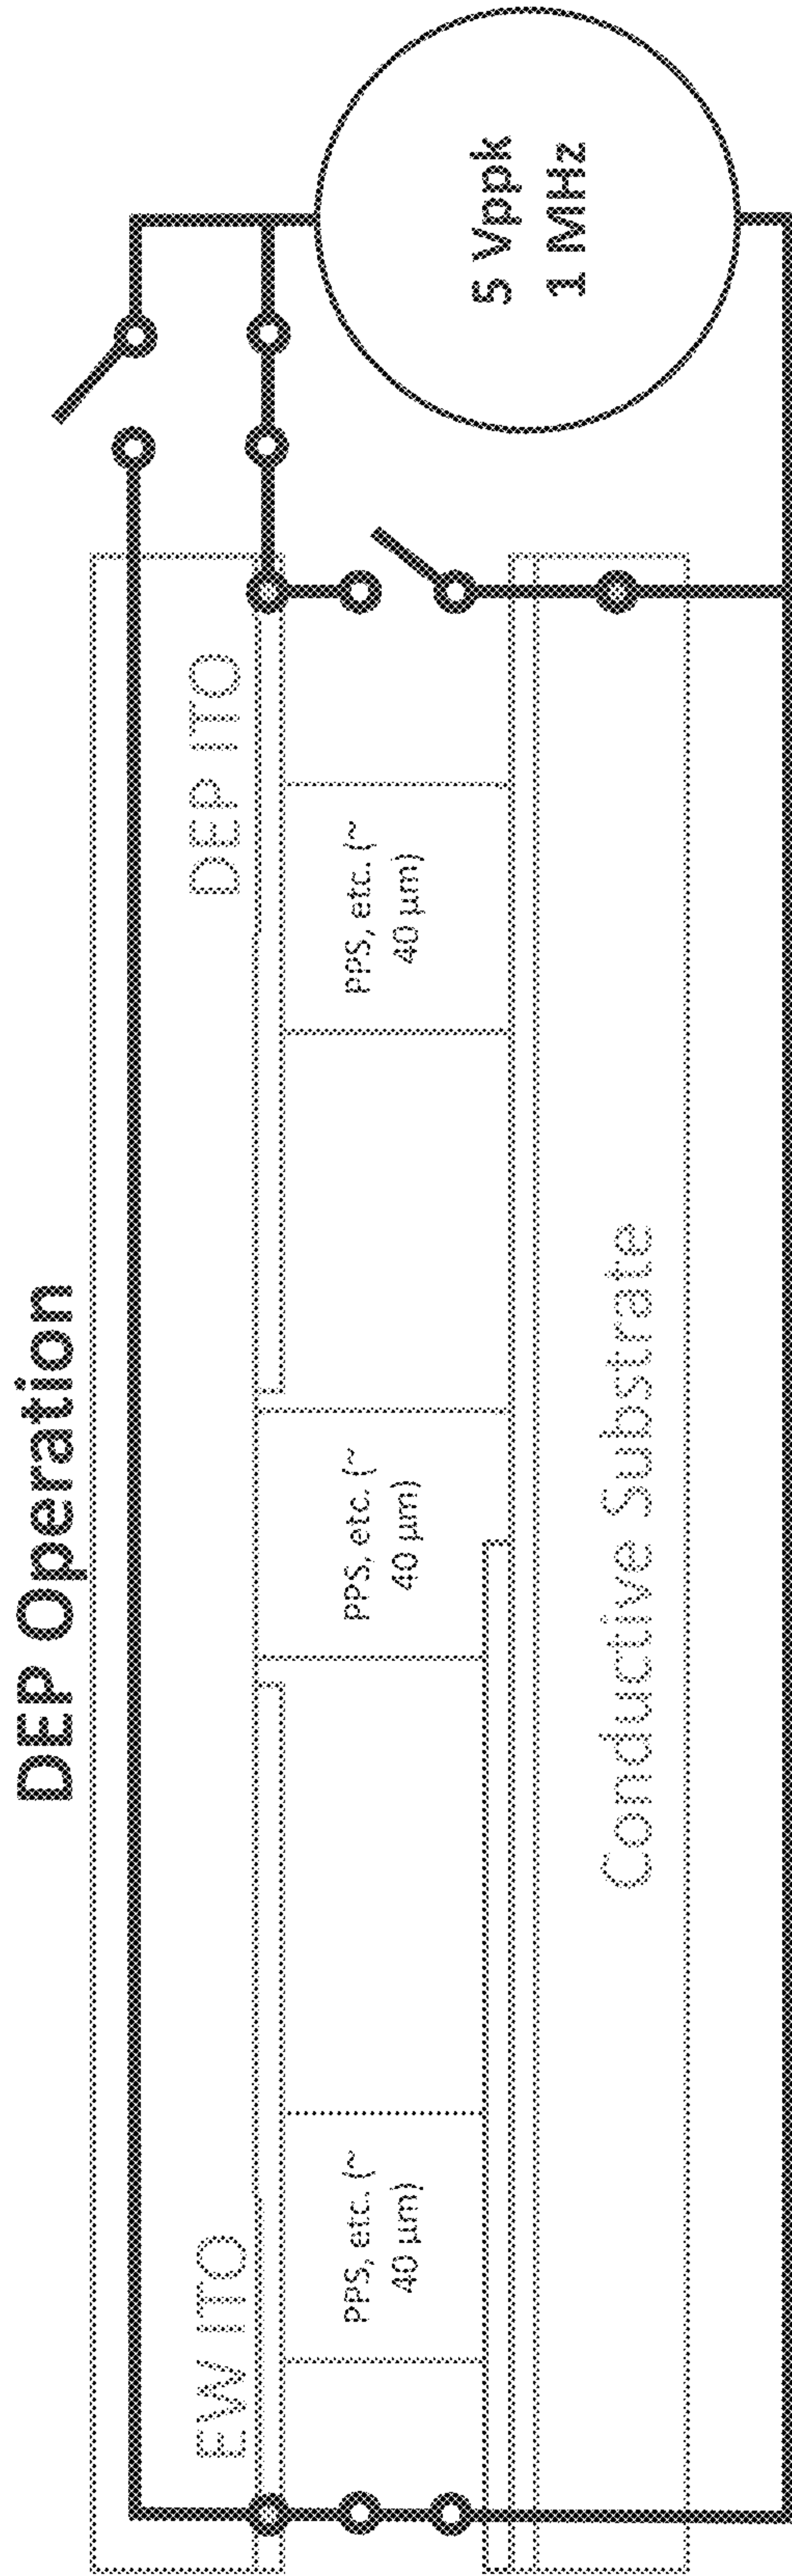 DEP Operation
EW ITO
DEP ITO
PPS, etc. (~
40 µm)
PPS, etc. (~
40 µm)
PPS, etc. (~
40 µm)
Conductive Substrate
5 Vppk
1 MHz